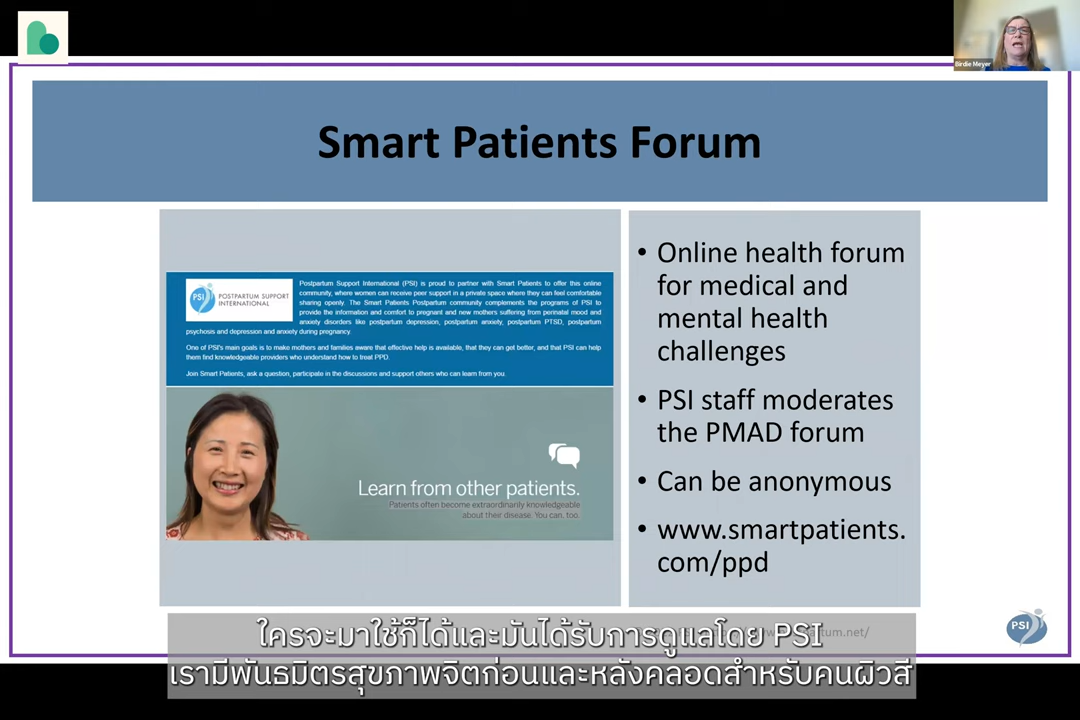 Birdie Meyer
Smart Patients Forum
PSI
POSTPARTUM SUPPORT
INTERNATIONAL
Postpartum Support International (PSI) is proud to partner with Smart Patients to offer this online
community, where women can receive peer support in a private space where they can feel comfortable
sharing openly. The Smart Patients Postpartum community complements the programs of PSI to
provide the information and comfort to pregnant and new mothers suffering from perinatal mood and
anxiety disorders like postpartum depression, postpartum anxiety, postpartum PTSD, postpartum
psychosis and depression and anxiety during pregnancy.
One of PSI's main goals is to make mothers and families aware that effective help is available, that they can get better, and that PSI can help
them find knowledgeable providers who understand how to treat PPD.
Join Smart Patients, ask a question, participate in the discussions and support others who can learn from you.
Learn from other patients.
Patients often become extraordinarily knowledgeable
about their disease. You can, too.
• Online health forum
for medical and
mental health
challenges
• PSI staff moderates
the PMAD forum
• Can be anonymous
• www.smartpatients.
com/ppd
PSI
ใครจะมาใช้ก็ได้และมันได้รับการดูแลโดย PSI
เรามีพันธมิตรสุขภาพจิตก่อนและหลังคลอดสำหรับคนผิวสี